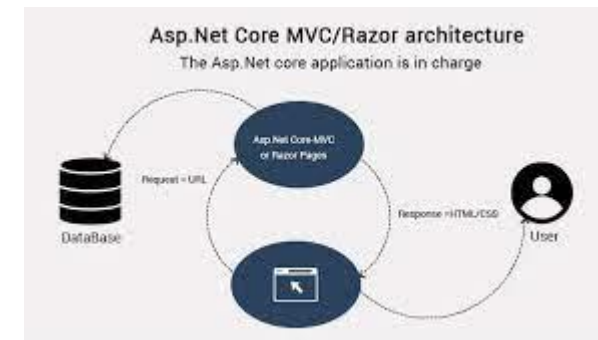 Asp.Net Core MVC/Razor architecture
The Asp.Net core application is in charge
Asp.Net Core-MVC
or Razor Pages
Request = URL
Response =HTML/CSS
DataBase
User